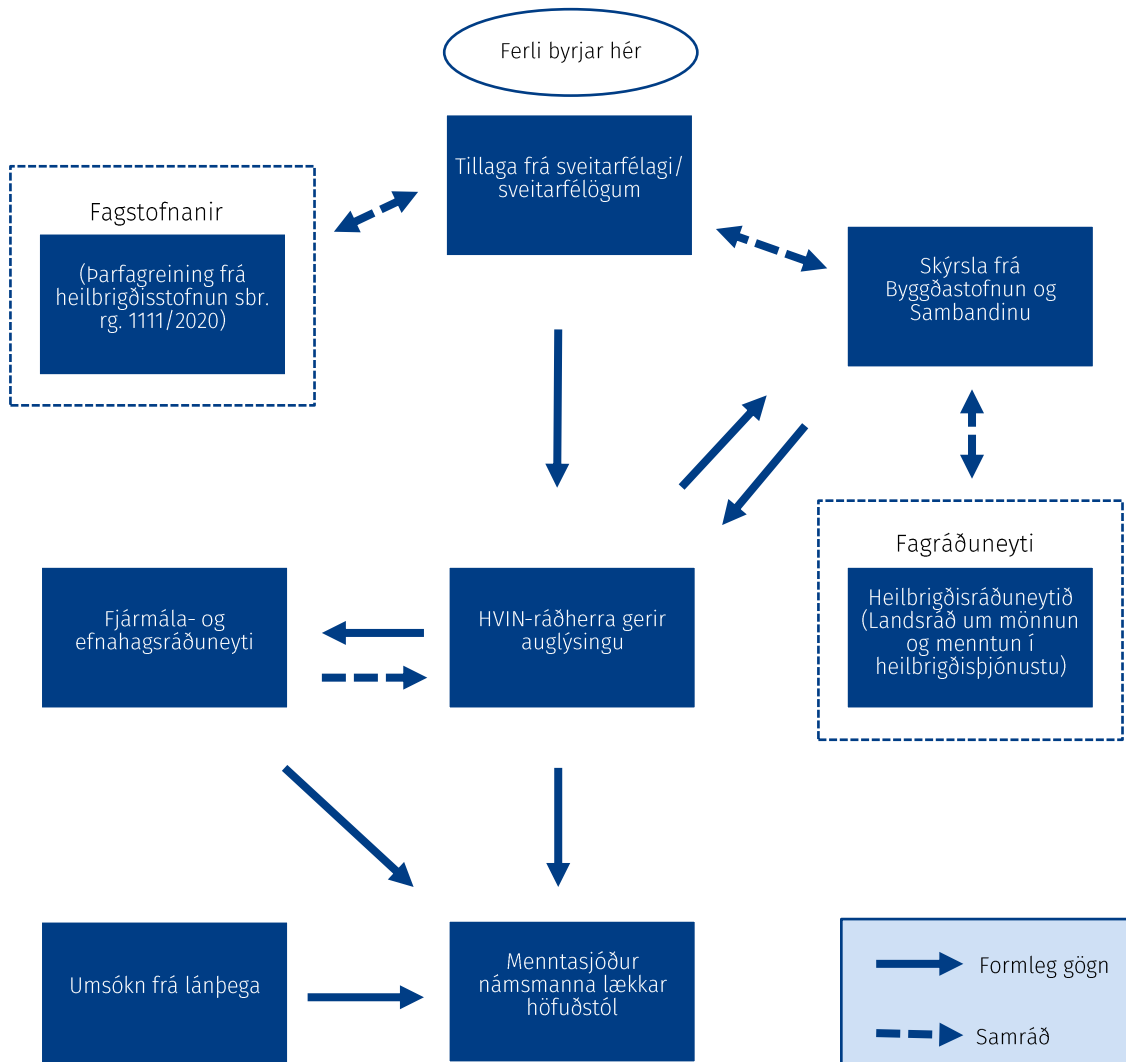 Ferli byrjar hér
Tillaga frá sveitarfélagi/
sveitarfélögum
Fagstofnanir
(Þarfagreining frá
heilbrigðisstofnun sbr.
rg. 1111/2020)
Skýrsla frá
Byggðastofnun og
Sambandinu
Fagráðuneyti
Heilbrigðisráðuneytið
(Landsráð um mönnun
og menntun í
heilbrigðisþjónustu)
Fjármála- og
efnahagsráðuneyti
HVIN-ráðherra gerir
auglýsingu
Umsókn frá lánþega
Menntasjóður
námsmanna lækkar
höfuðstól
Formleg gögn
Samráð